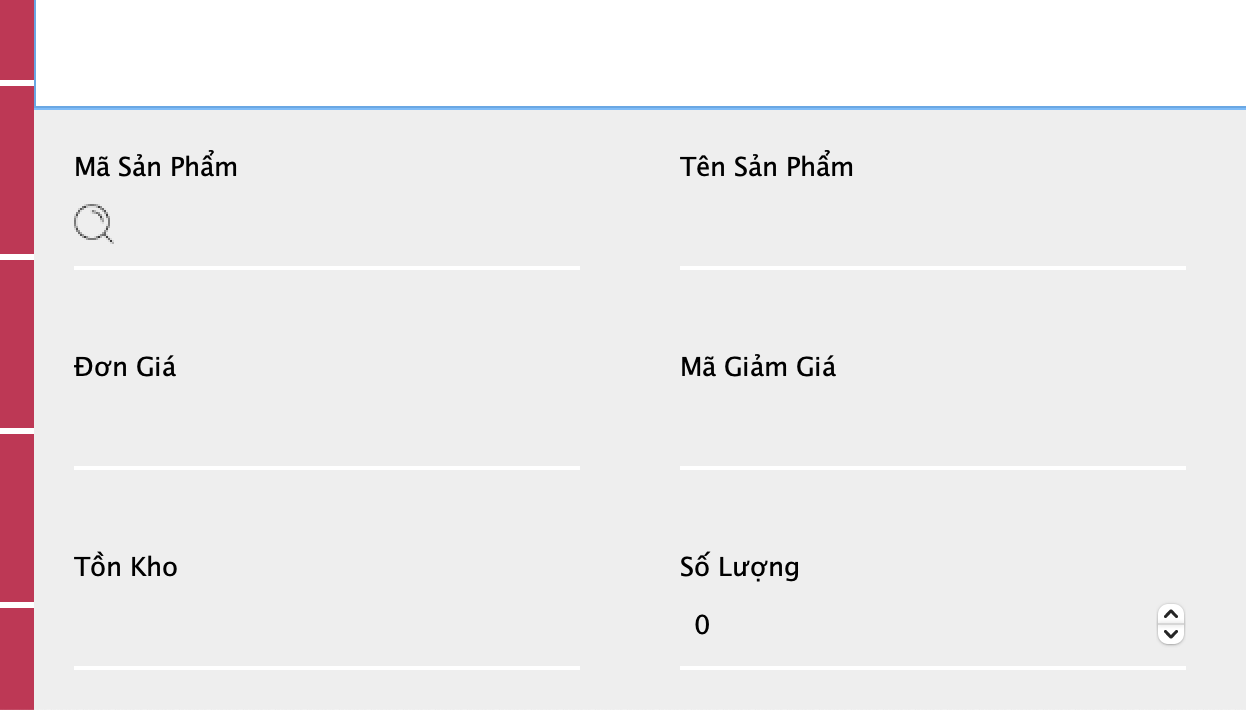 Mã Sản Phẩm
Tên Sản Phẩm
Đơn Giá
Mã Giảm Giá
Tồn Kho
Số Lượng
0